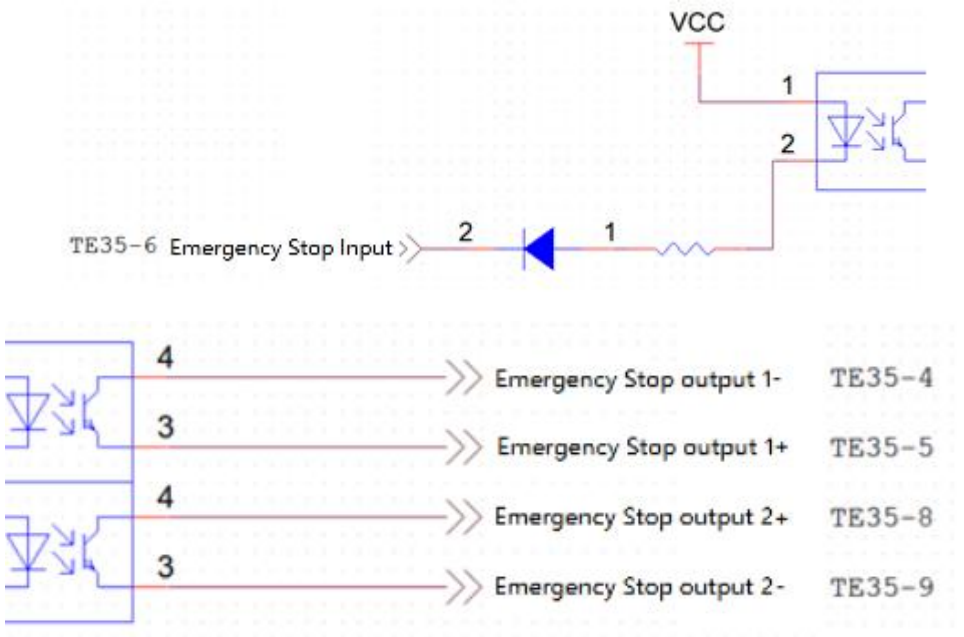 VCC
1
2
TE35-6 Emergency Stop Input
2
1
4
Emergency Stop output 1- TE35-4
3
Emergency Stop output 1+ TE35-5
4
Emergency Stop output 2+ TE35-8
3
Emergency Stop output 2- TE35-9